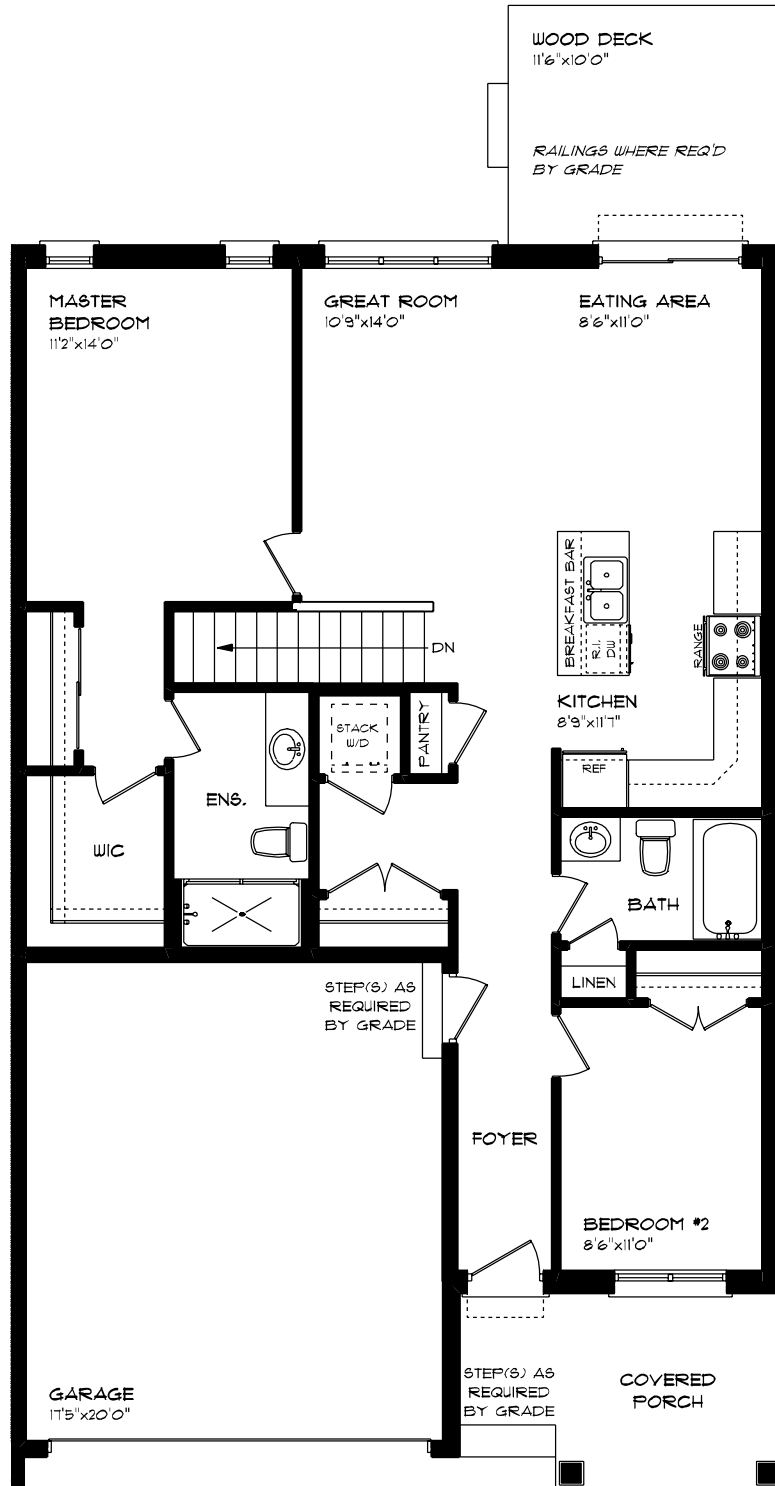 WOOD DECK
11'6"x10'0"
RAILINGS WHERE REQ'D
BY GRADE
MASTER
BEDROOM
11'2"x14'0"
GREAT ROOM
10'9"x14'0"
EATING AREA
8'6"x11'0"
BREAKFAST BAR
R.I.
DW
RANGE
DN
KITCHEN
8'9"x11'7"
STACK
W/D
PANTRY
REF
ENS.
WIC
BATH
LINEN
STEP(S) AS
REQUIRED
BY GRADE
FOYER
BEDROOM #2
8'6"x11'0"
GARAGE
17'5"x20'0"
STEP(S) AS
REQUIRED
BY GRADE
COVERED
PORCH